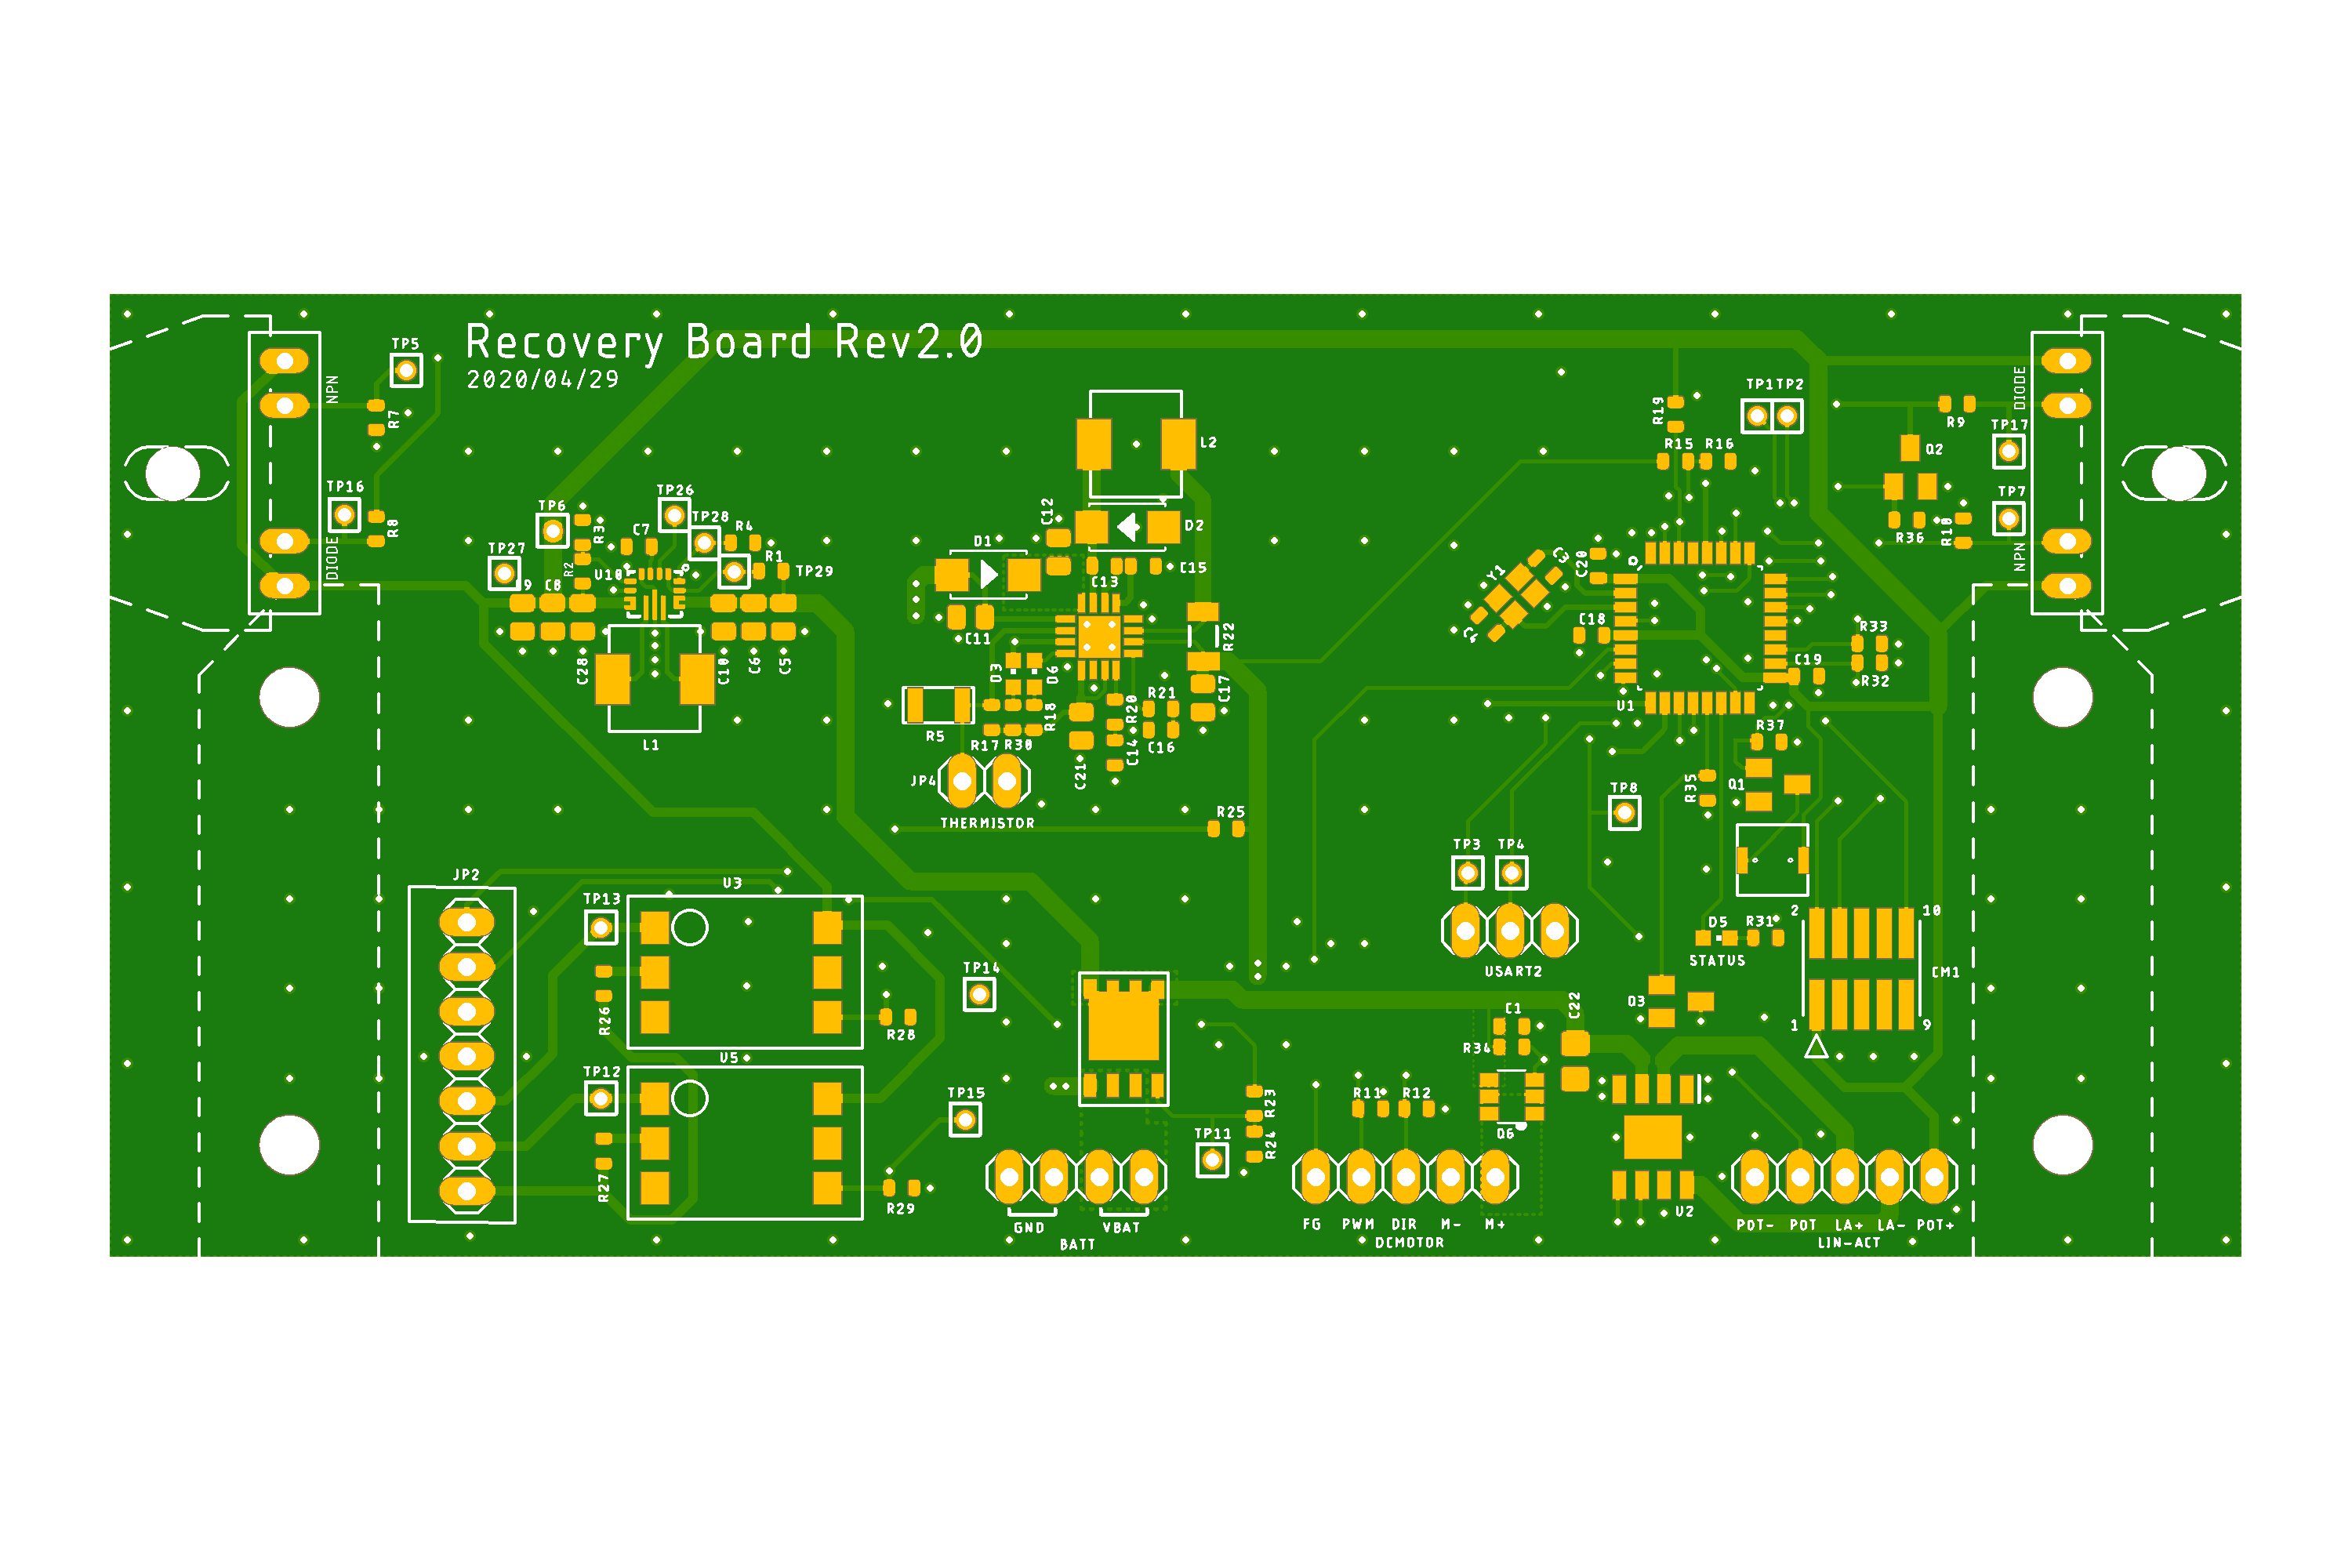 Recovery Board Rev2.0
2020/04/29
TP5
NPN
R7
TP16
R8
DIODE
TP27
TP6
R3
R2
C7
U10
TP26
TP28
R4
R1
TP29
9
C8
C28
C10
C6
C5
L1
L2
D2
C12
D1
C13
C15
C11
R22
D3
D6
R5
R17
R30
R18
C21
R20
C14
R21
C16
C17
JP4
THERMISTOR
R25
R19
R15
R16
TP1
TP2
C3
Y1
C4
C20
C18
U1
C19
R33
R32
R37
R35
Q1
TP8
DIODE
R9
TP17
Q2
TP7
R36
R10
NPN
TP3
TP4
USART2
D5
R31
STATUS
2
10
CM1
1
9
Q3
JP2
TP13
U3
R26
R28
U5
TP12
R27
R29
TP14
TP15
TP11
R23
R24
GND
VBAT
BATT
C1
C22
R34
Q6
R11
R12
FG
PWM
DIR
M-
M+
DCMOTOR
U2
POT-
POT
LA+
LA-
POT+
LIN-ACT